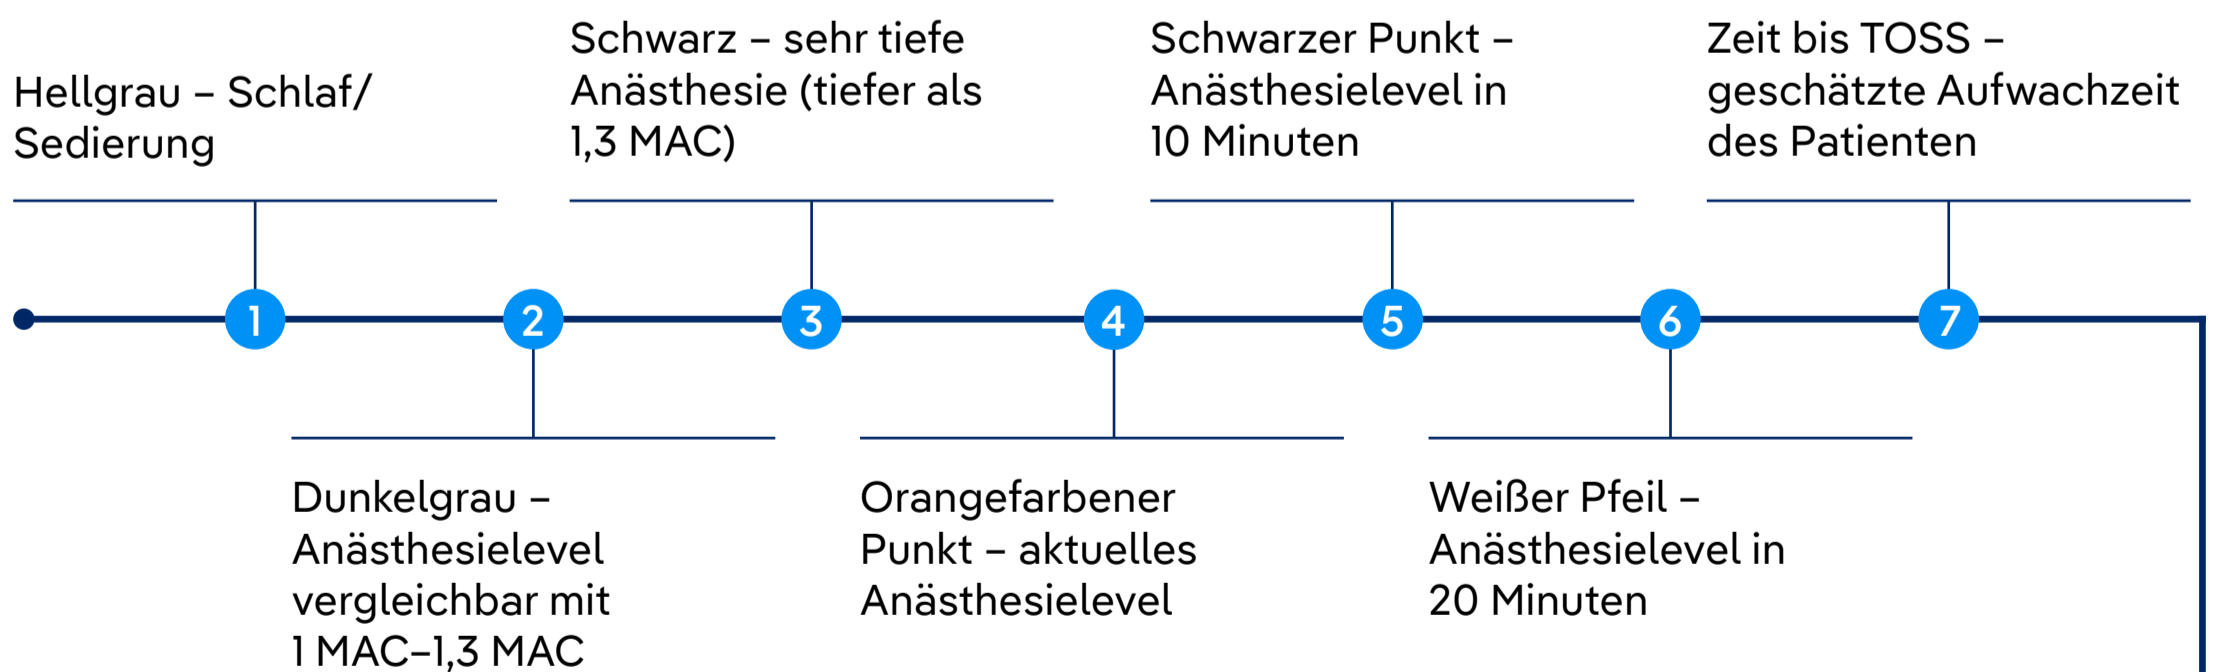 Hellgrau – Schlaf/
Sedierung
Schwarz – sehr tiefe
Anästhesie (tiefer als
1,3 MAC)
Schwarzer Punkt –
Anästhesielevel in
10 Minuten
Zeit bis TOSS –
geschätzte Aufwachzeit
des Patienten
1
2
3
4
5
6
7
Dunkelgrau –
Anästhesielevel
vergleichbar mit
1 MAC–1,3 MAC
Orangefarbener
Punkt – aktuelles
Anästhesielevel
Weißer Pfeil –
Anästhesielevel in
20 Minuten